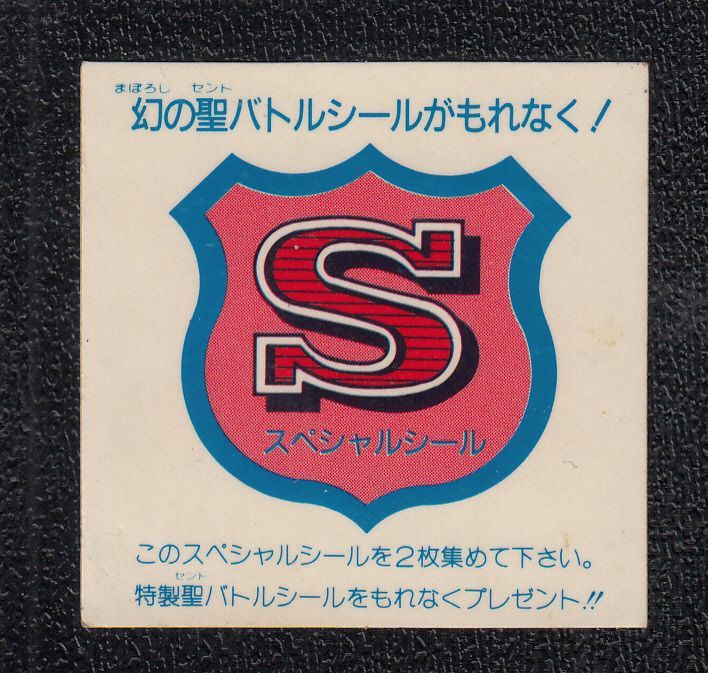 まぼろし セント
幻の聖バトルシールがもれなく!
S
スペシャルシール
このスペシャルシールを2枚集めて下さい。
セント
特製聖バトルシールをもれなくプレゼント!!